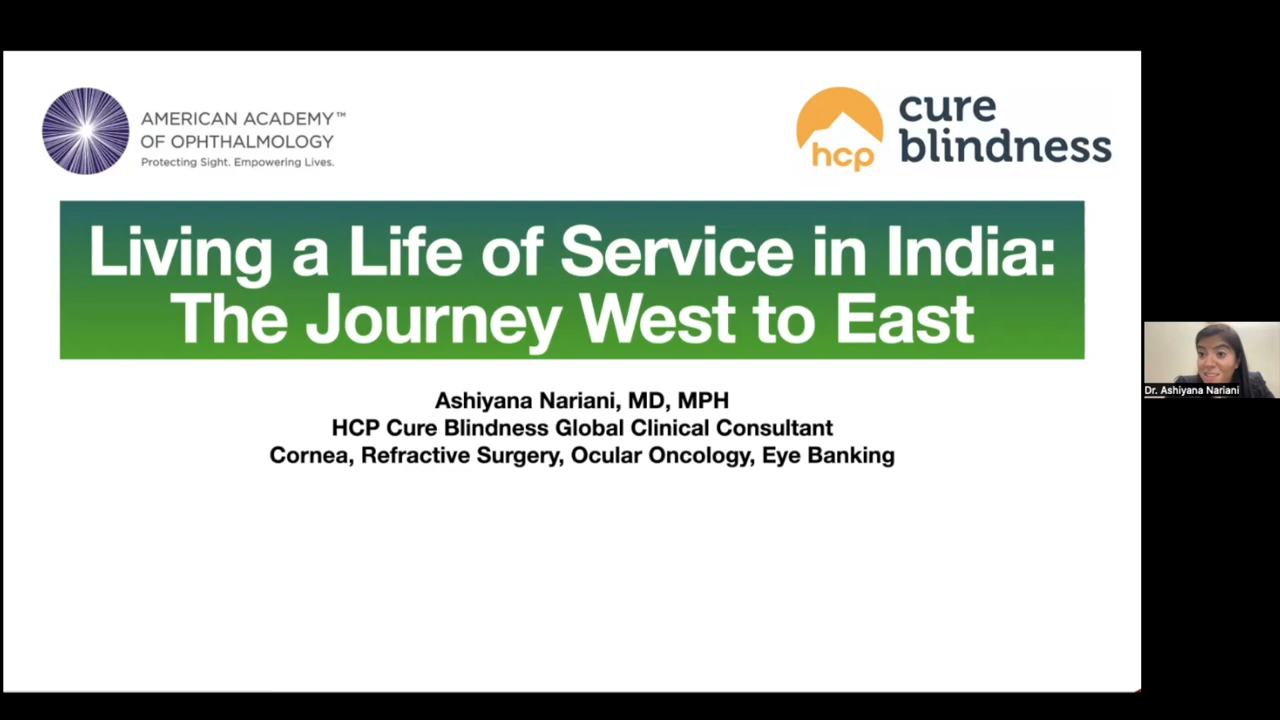 AMERICAN ACADEMY™
OF OPHTHALMOLOGY
Protecting Sight. Empowering Lives.
hcp
cure
blindness
Living a Life of Service in India:
The Journey West to East
Ashiyana Nariani, MD, MPH
HCP Cure Blindness Global Clinical Consultant
Cornea, Refractive Surgery, Ocular Oncology, Eye Banking
Dr. Ashiyana Nariani